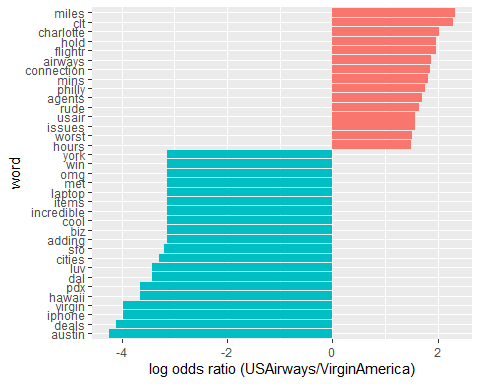 miles
clt
charlotte
hold
flightr
airways
connection
mins
philly
agents
rude
usair
issues
worst
hours
york
win
omg
met
laptop
items
incredible
cool
biz
adding
sfo
cities
luv
dal
pdx
hawaii
virgin
iphone
deals
austin
word
-4 -2 0 2
log odds ratio (USAirways/VirginAmerica)